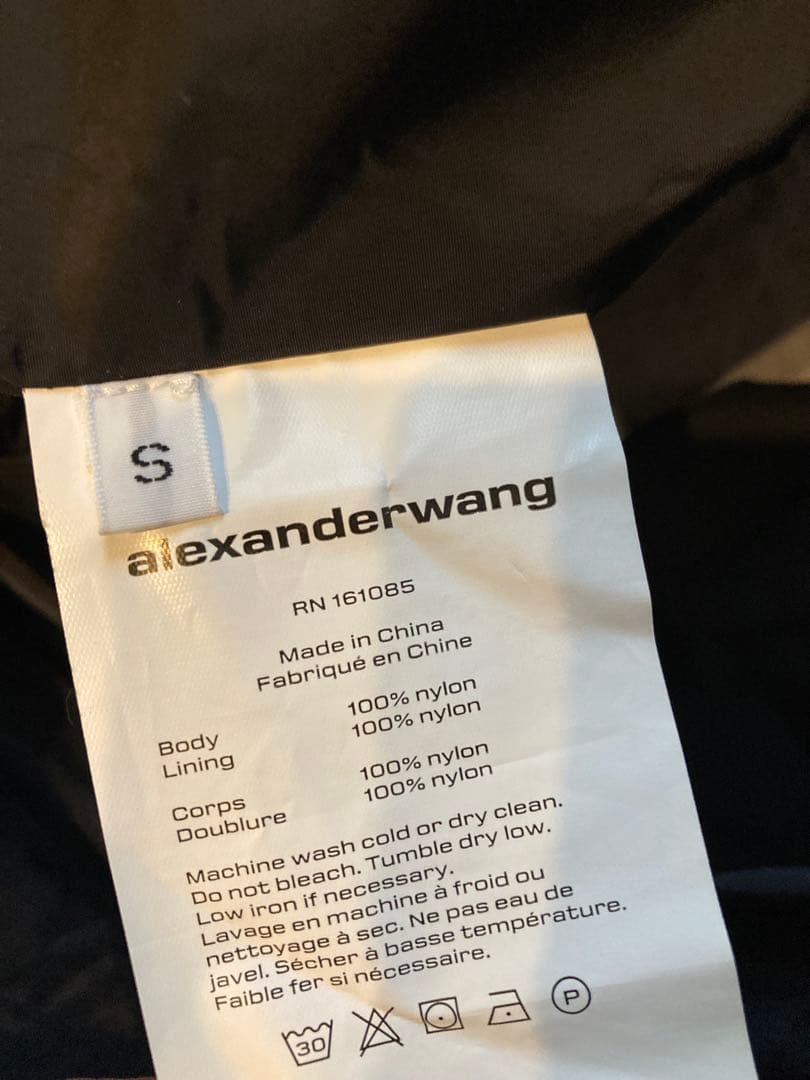 S
alexanderwang
RN 161085
Made in China
Fabriqué en Chine
Body 100% nylon
Lining 100% nylon
Corps 100% nylon
Doublure 100% nylon
Machine wash cold or dry clean.
Do not bleach. Tumble dry low.
Low iron if necessary.
Lavage en machine à froid ou
nettoyage à sec. Ne pas eau de
javel. Sécher à basse température.
Faible fer si nécessaire.
30 P